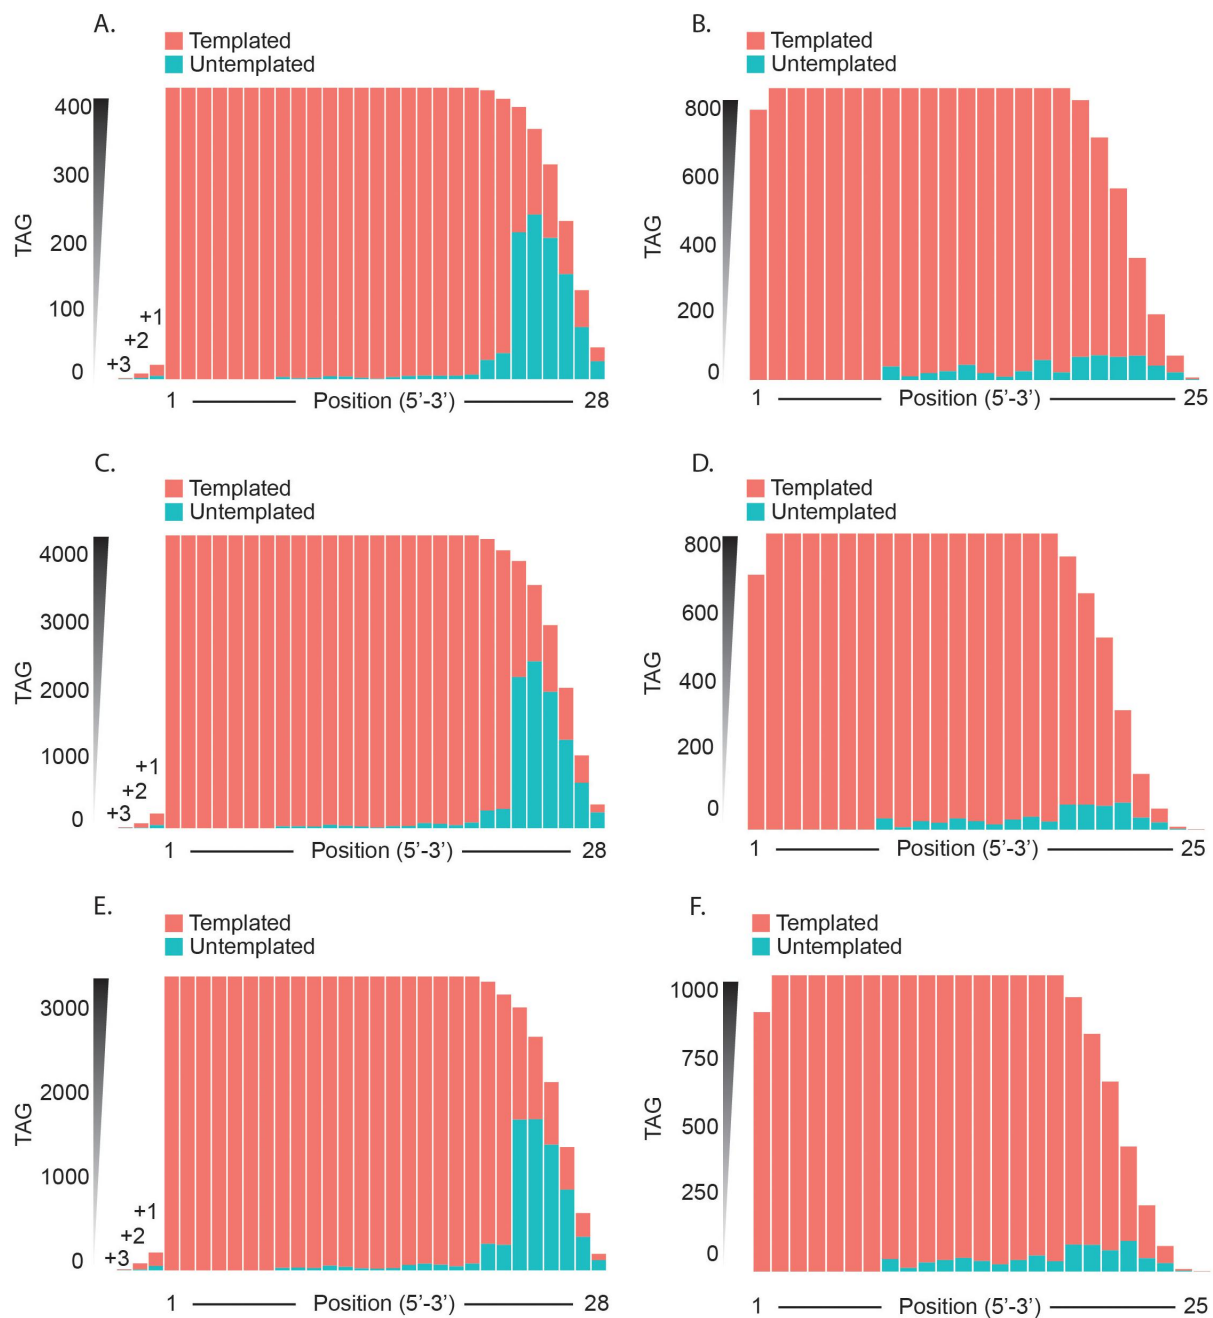 A.
Templated
Untemplated
400
300
200
100
0
TAG
+1
+2
+3
1 Position (5’-3’) 28
B.
Templated
Untemplated
800
600
400
200
0
TAG
1 Position (5’-3’) 25
C.
Templated
Untemplated
4000
3000
2000
1000
0
TAG
+1
+2
+3
1 Position (5’-3’) 28
D.
Templated
Untemplated
800
600
400
200
0
TAG
1 Position (5’-3’) 25
E.
Templated
Untemplated
3000
2000
1000
0
TAG
+1
+2
+3
1 Position (5’-3’) 28
F.
Templated
Untemplated
1000
750
500
250
0
TAG
1 Position (5’-3’) 25